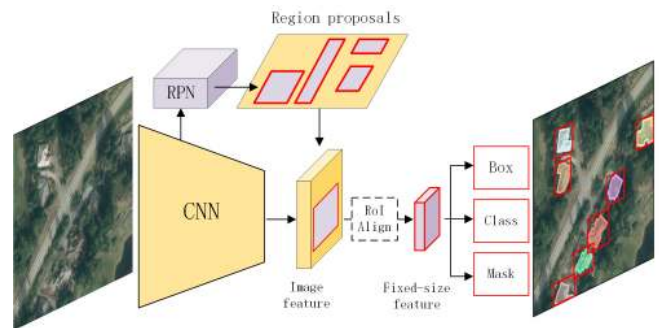 Region proposals
RPN
CNN
RoI
Align
Image
feature
Fixed-size
feature
Box
Class
Mask